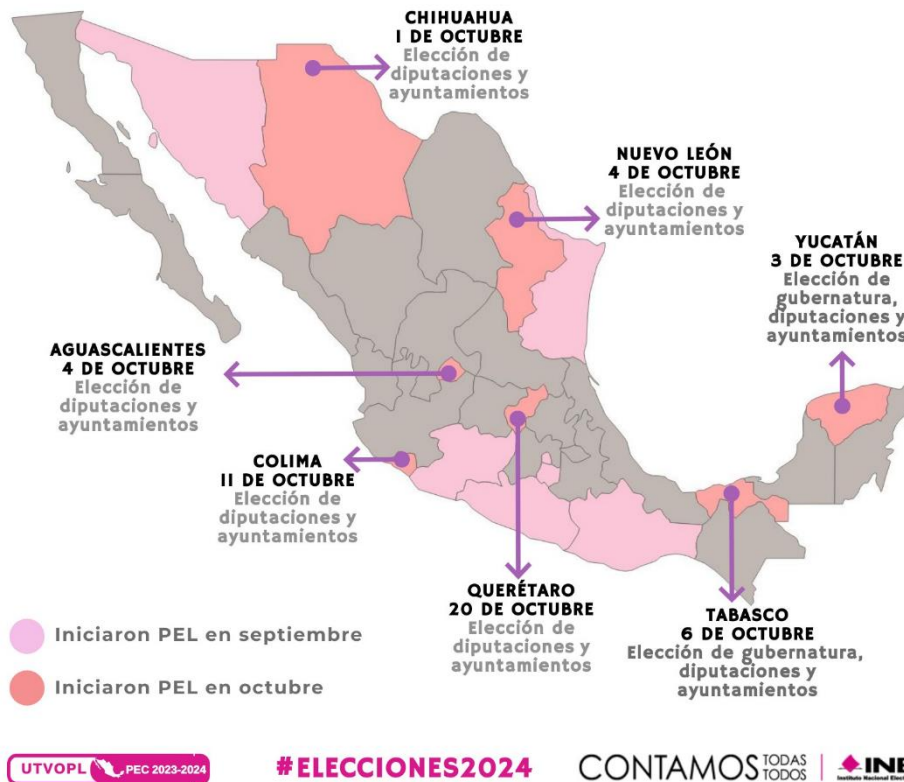 CHIHUAHUA
1 DE OCTUBRE
Elección de
diputaciones y
ayuntamientos
NUEVO LEÓN
4 DE OCTUBRE
Elección de
diputaciones y
ayuntamientos
YUCATÁN
3 DE OCTUBRE
Elección de
gubernatura,
diputaciones y
ayuntamientos
AGUASCALIENTES
4 DE OCTUBRE
Elección de
diputaciones y
ayuntamientos
COLIMA
11 DE OCTUBRE
Elección de
diputaciones y
ayuntamientos
QUERÉTARO
20 DE OCTUBRE
Elección de
diputaciones y
ayuntamientos
TABASCO
6 DE OCTUBRE
Elección de gubernatura,
diputaciones y
ayuntamientos
Iniciaron PEL en septiembre
Iniciaron PEL en octubre
UTVOPL PEC 2023-2024
#ELECCIONES2024
CONTAMOS TODAS
TODOS
INE
Instituto Nacional